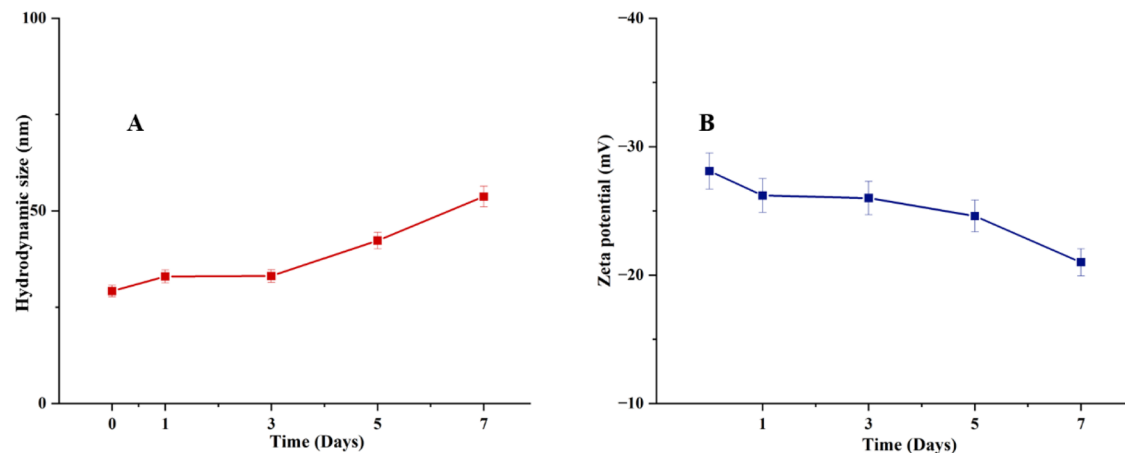 100
50
0
Hydrodynamic size (nm)
A
0 1 3 5 7
Time (Days)
−40
−30
−20
−10
Zeta potential (mV)
B
1 3 5 7
Time (Days)